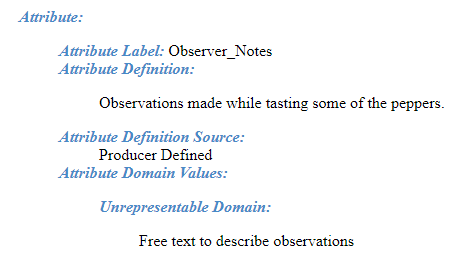 Attribute:
Attribute Label: Observer_Notes
Attribute Definition:
Observations made while tasting some of the peppers.
Attribute Definition Source:
Producer Defined
Attribute Domain Values:
Unrepresentable Domain:
Free text to describe observations